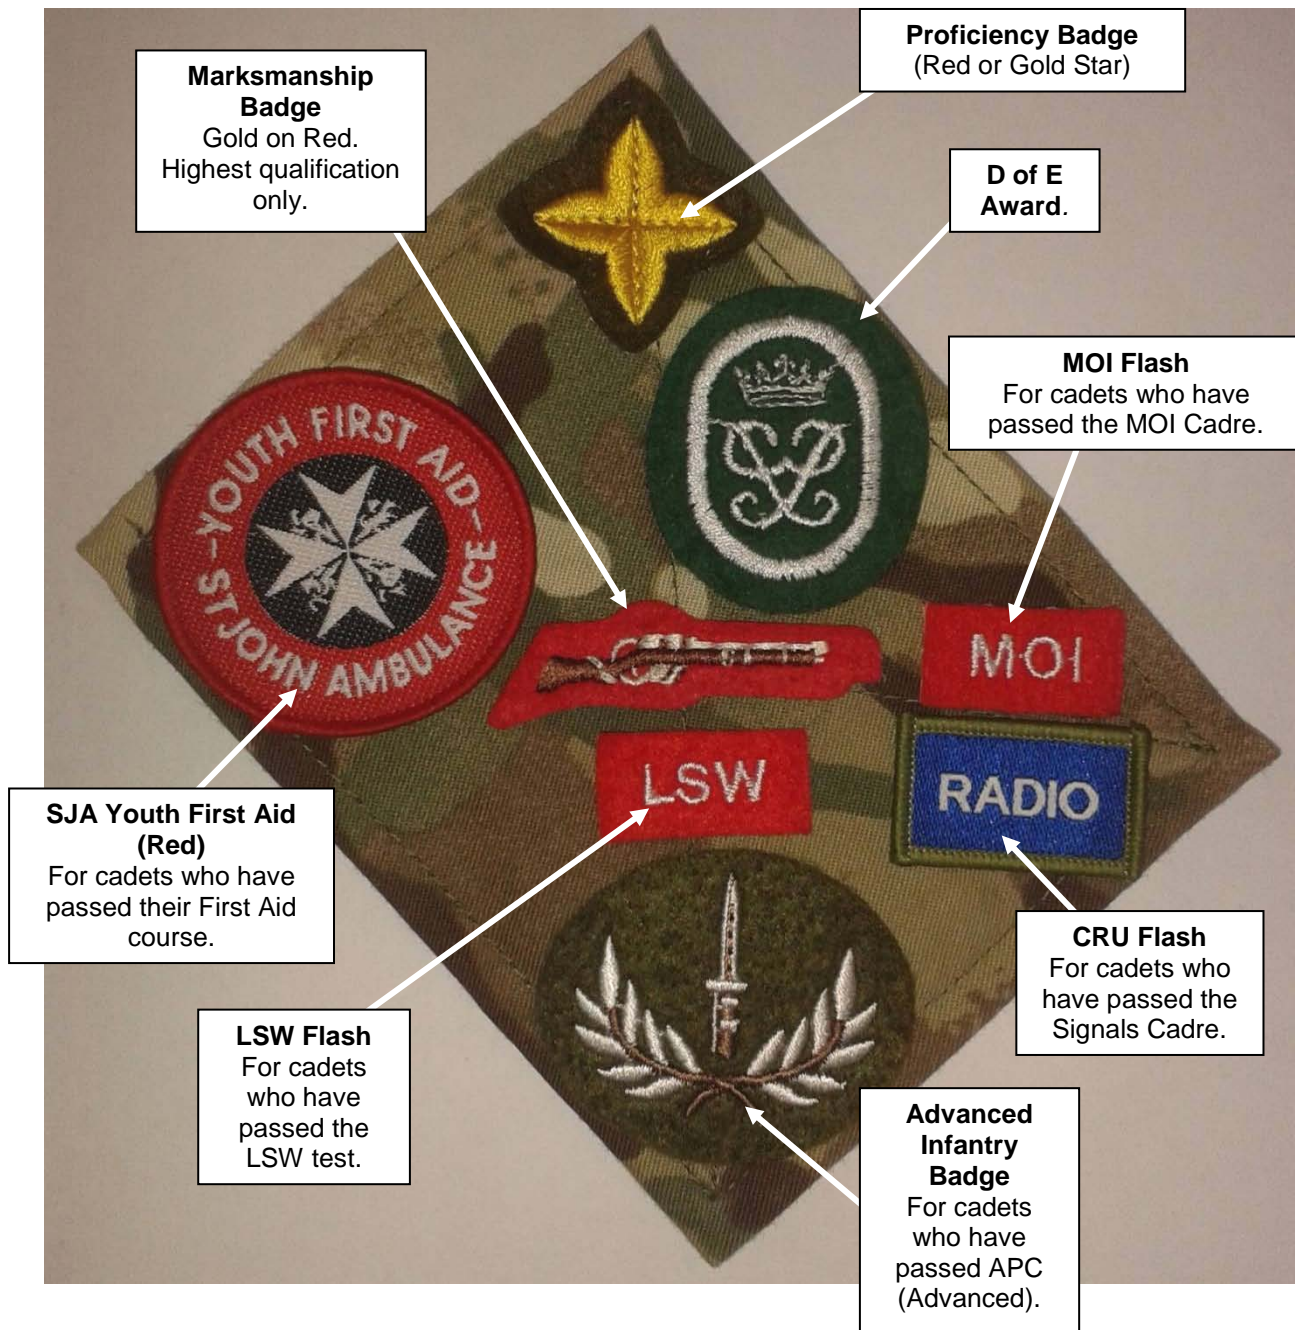 Proficiency Badge
(Red or Gold Star)
Marksmanship
Badge
Gold on Red.
Highest qualification
only.
D of E
Award.
MOI Flash
For cadets who have
passed the MOI Cadre.
YOUTH FIRST AID
ST JOHN AMBULANCE
M·O·I
LSW
RADIO
SJA Youth First Aid
(Red)
For cadets who have
passed their First Aid
course.
CRU Flash
For cadets who
have passed the
Signals Cadre.
LSW Flash
For cadets
who have
passed the
LSW test.
Advanced
Infantry
Badge
For cadets
who have
passed APC
(Advanced).